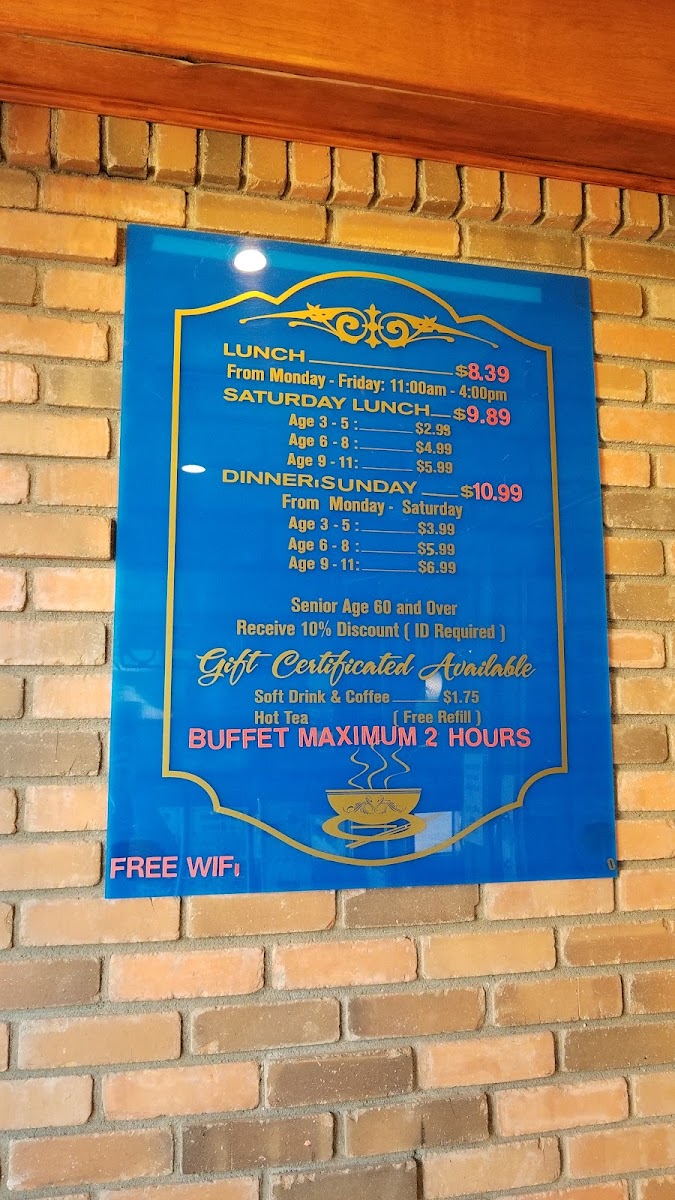 LUNCH $8.39
From Monday - Friday: 11:00am - 4:00pm
SATURDAY LUNCH $9.89
Age 3 - 5 : $2.99
Age 6 - 8 : $4.99
Age 9 - 11: $5.99
DINNER¡SUNDAY $10.99
From Monday - Saturday
Age 3 - 5 : $3.99
Age 6 - 8 : $5.99
Age 9 - 11: $6.99
Senior Age 60 and Over
Receive 10% Discount ( ID Required )
Gift Certificated Available
Soft Drink & Coffee $1.75
Hot Tea ( Free Refill )
BUFFET MAXIMUM 2 HOURS
FREE WIFi